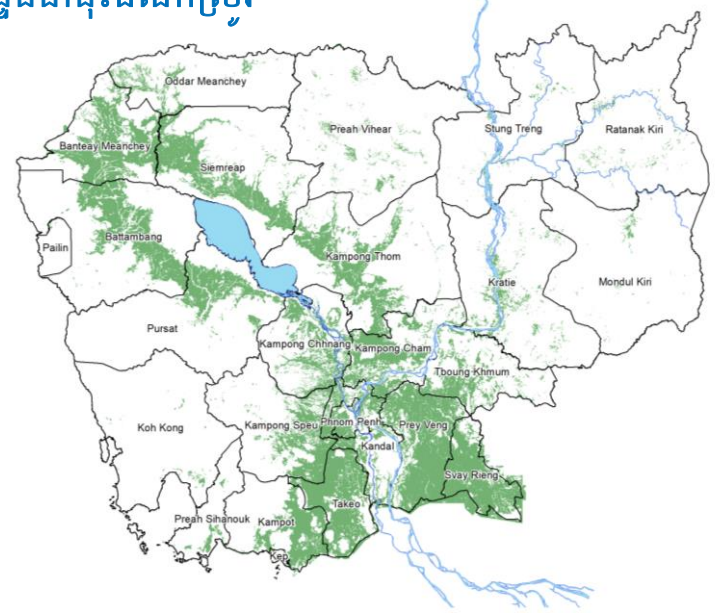 Oddar Meanchey
Preah Vihear
Stung Treng
Ratanak Kiri
Banteay Meanchey
Siemreap
Battambang
Pailin
Kampong Thom
Kratie
Mondul Kiri
Pursat
Kampong Chhnang
Kampong Cham
Tboung Khmum
Koh Kong
Kampong Speu
Phnom Penh
Prey Veng
Kandal
Svay Rieng
Takeo
Preah Sihanouk
Kampot
Kep